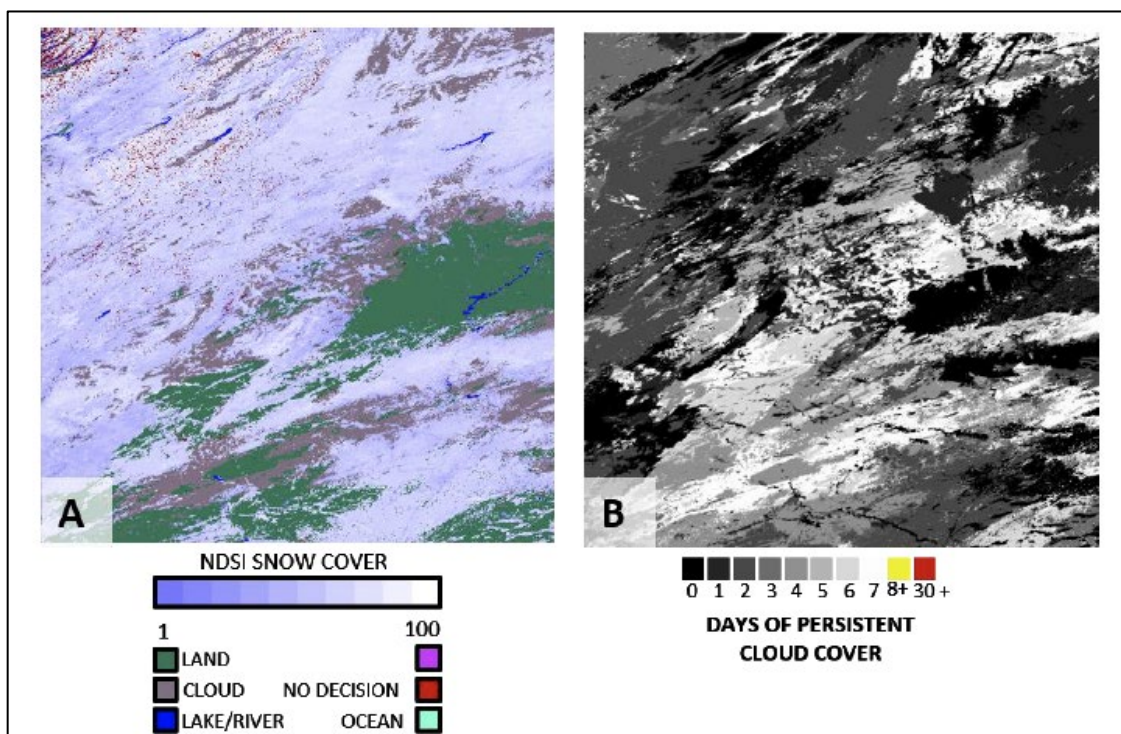 A
B
NDSI SNOW COVER
1 100
LAND
CLOUD NO DECISION
LAKE/RIVER OCEAN
0 1 2 3 4 5 6 7 8+ 30 +
DAYS OF PERSISTENT
CLOUD COVER